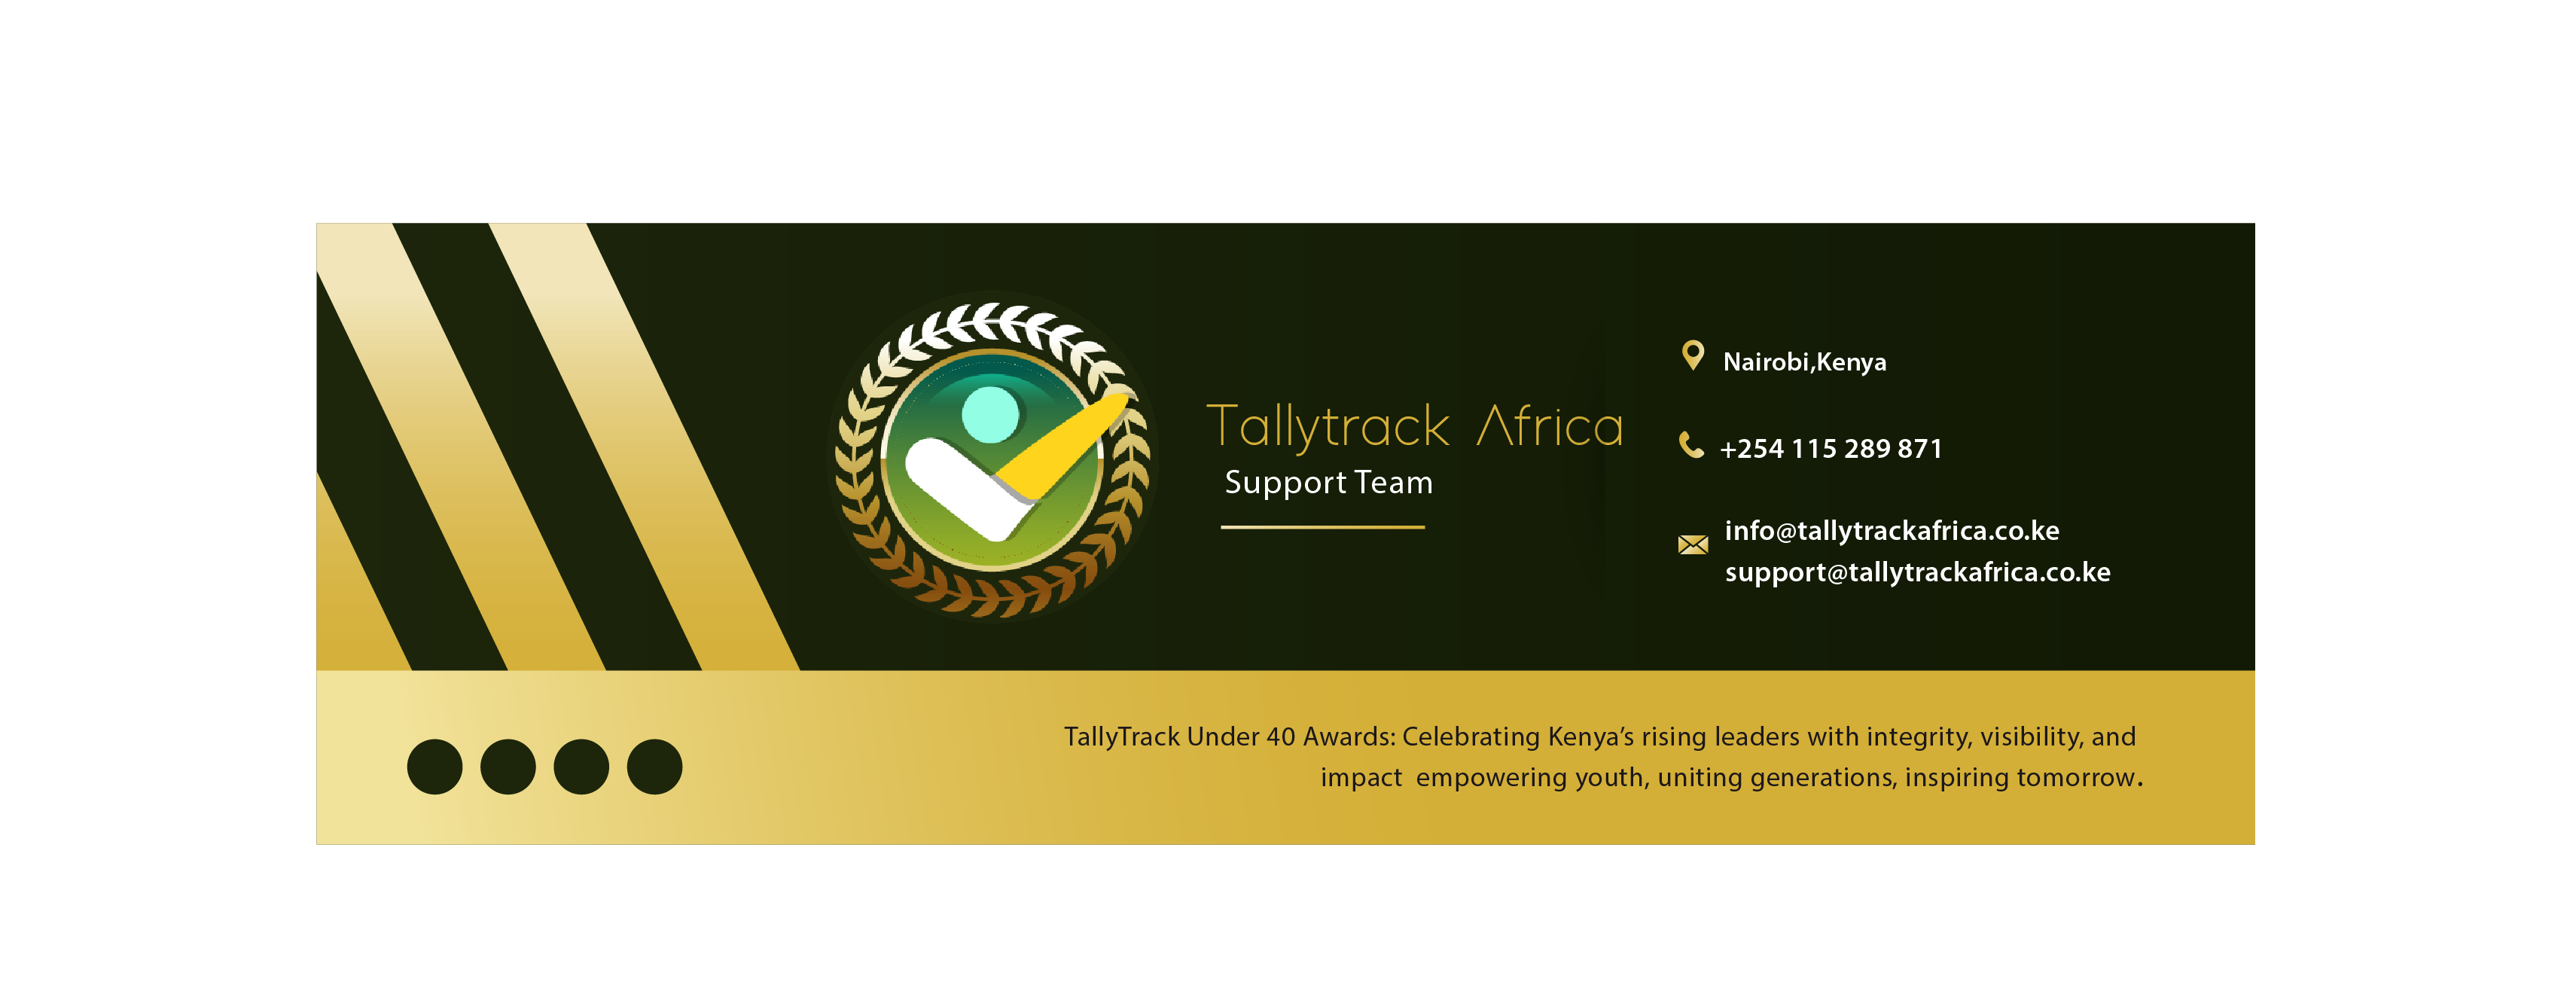 Tallytrack Africa
Support Team
Nairobi,Kenya
+254 115 289 871
info@tallytrackafrica.co.ke
support@tallytrackafrica.co.ke
TallyTrack Under 40 Awards: Celebrating Kenya’s rising leaders with integrity, visibility, and
impact  empowering youth, uniting generations, inspiring tomorrow.